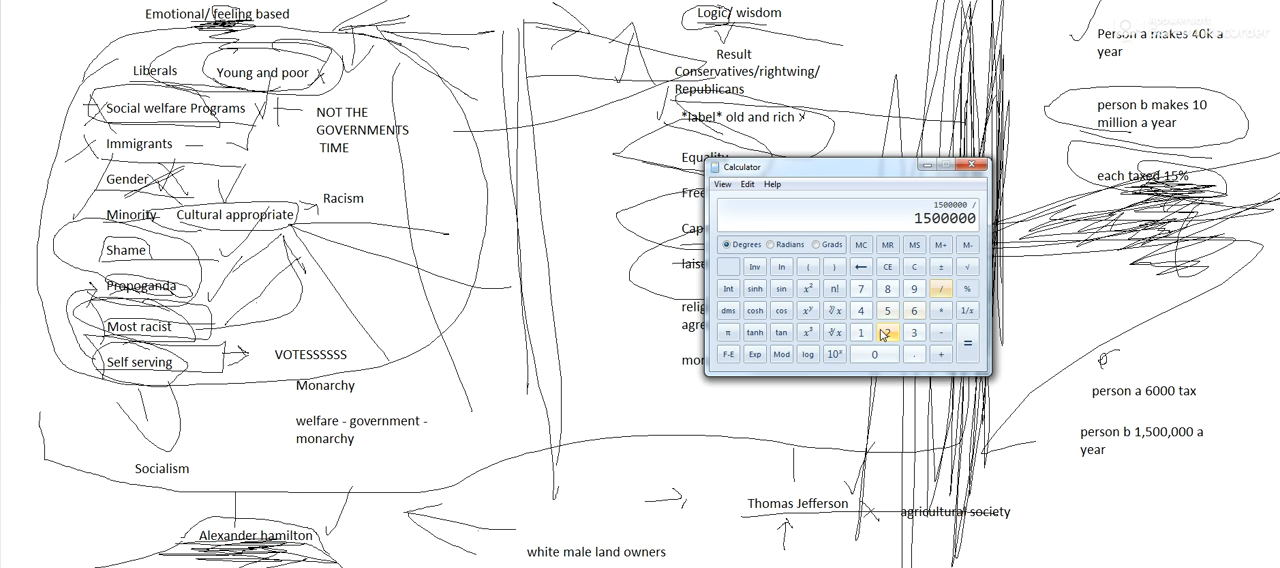 Emotional/ feeling based
Liberals
Young and poor
Social welfare Programs
Immigrants
Gender
Minority
Cultural appropriate
Shame
Propoganda
Most racist
Self serving
NOT THE
GOVERNMENTS
TIME
Racism
VOTESSSSSS
Monarchy
welfare - government -
monarchy
Socialism
Alexander hamilton
Logic/ wisdom
Result
Conservatives/rightwing/
Republicans
*label* old and rich
Equality
Calculator
View Edit Help
1500000 /
1500000
Degrees Radians Grads MC MR MS M+ M-
Inv ln ( ) ← CE C ± √
Int sinh sin x² n! 7 8 9 / %
dms cosh cos xʸ ʸ√x 4 5 6 * 1/x
π tanh tan x³ ³√x 1 2 3 - =
F-E Exp Mod log 10ˣ 0 . +
Thomas Jefferson
agricultural society
white male land owners
Person a makes 40k a
year
person b makes 10
million a year
each taxed 15%
person a 6000 tax
person b 1,500,000 a
year